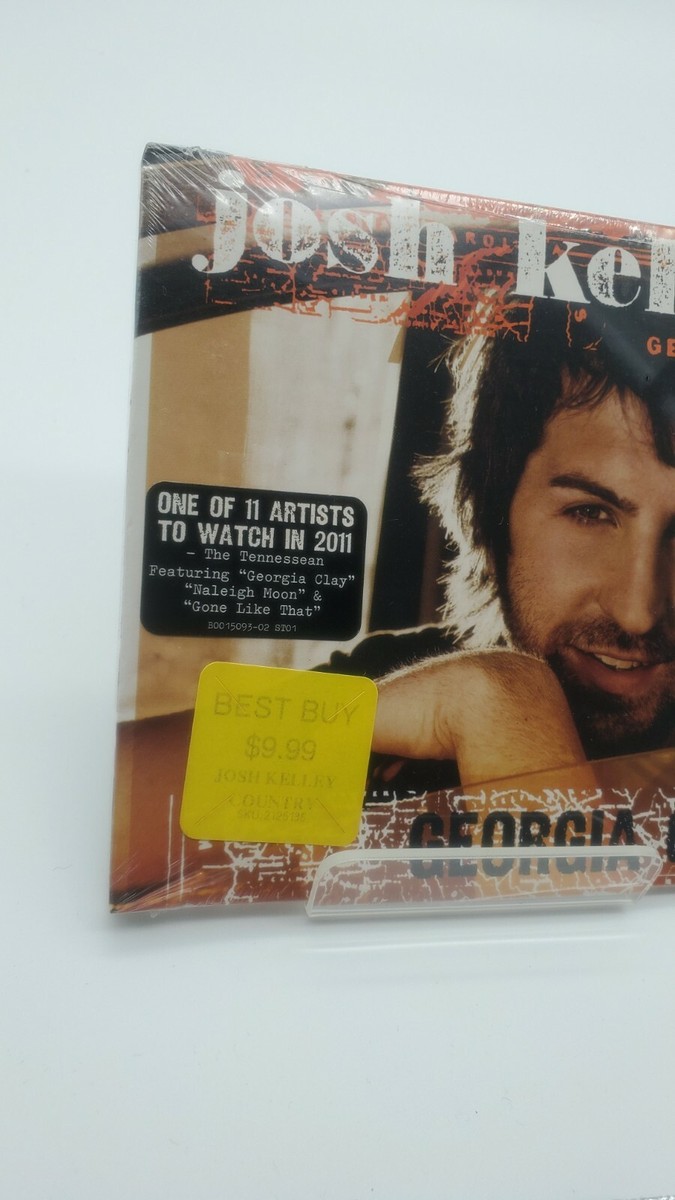 josh kel
GE
ONE OF 11 ARTISTS
TO WATCH IN 2011
– The Tennessean
Featuring “Georgia Clay”
“Naleigh Moon” &
“Gone Like That”
B0015093-02 ST01
BEST BUY
$9.99
JOSH KELLEY
COUNTRY
GEORGIA